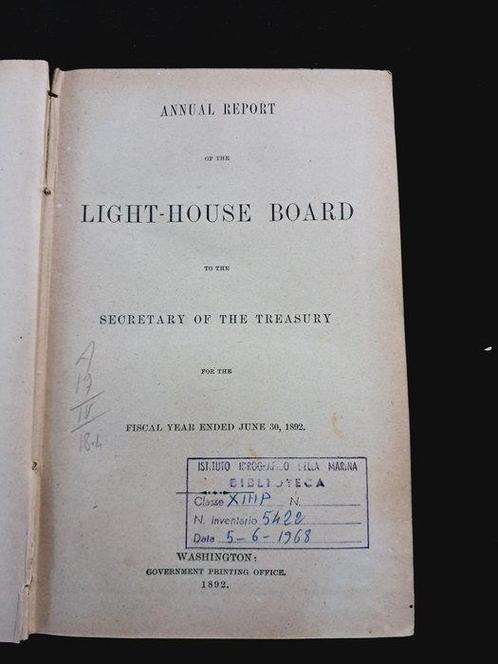 ANNUAL REPORT
OF THE
LIGHT-HOUSE BOARD
TO THE
SECRETARY OF THE TREASURY
FOR THE
FISCAL YEAR ENDED JUNE 30, 1892.
A
19
IV
ISTITUTO IDROGRAFICO DELLA MARINA
BIBLIOTECA
Classe XIIIP N.
N. Inventario 5422
Data 5-6-1968
WASHINGTON:
GOVERNMENT PRINTING OFFICE.
1892.